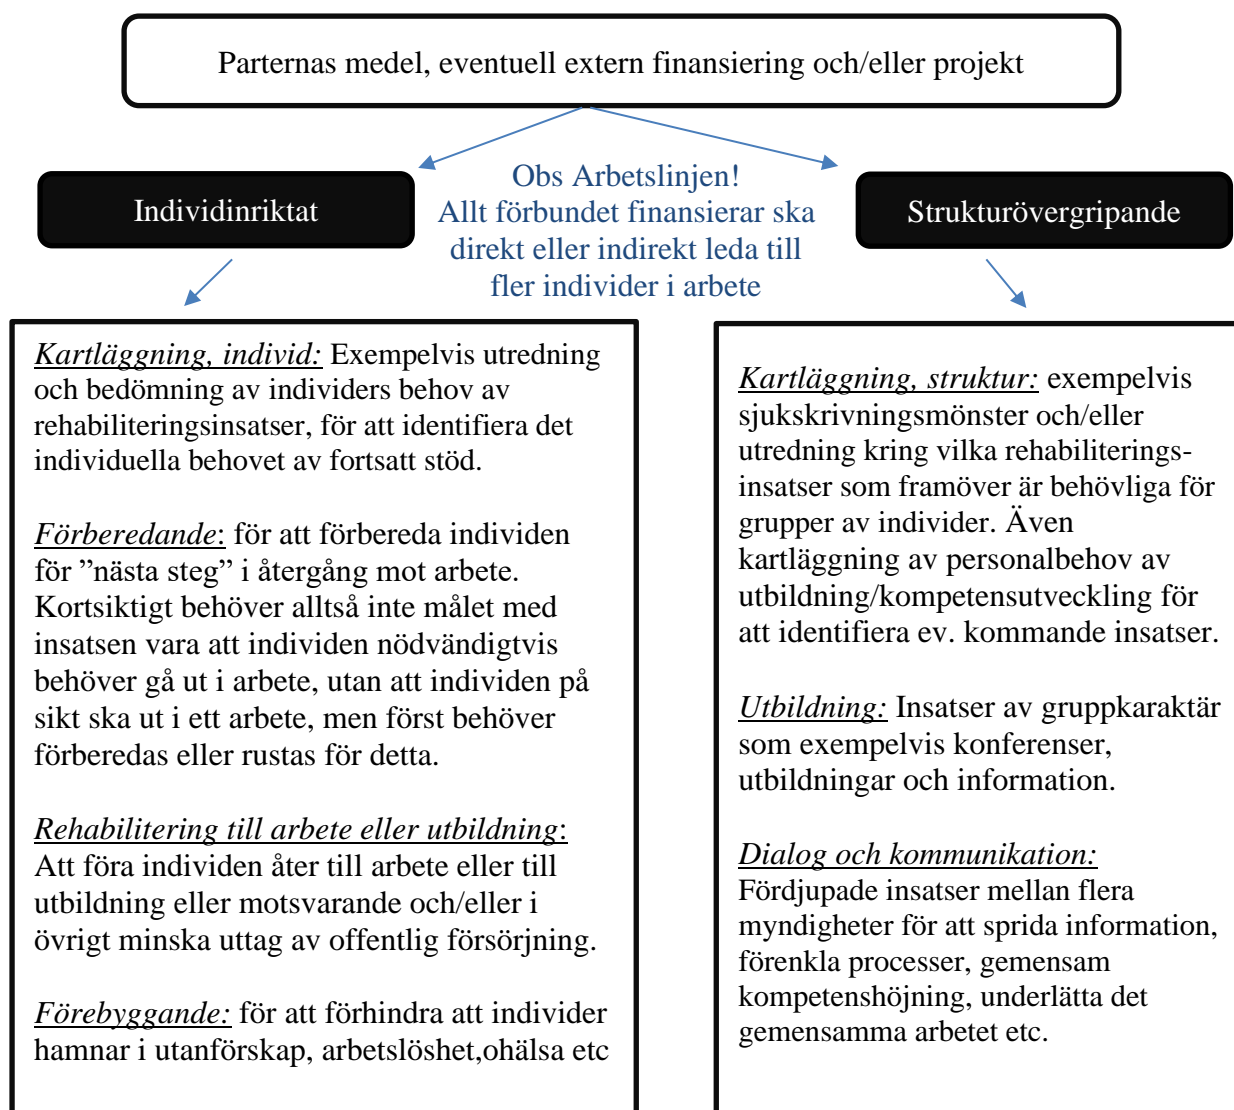 Parternas medel, eventuell extern finansiering och/eller projekt
Individinriktat
Obs Arbetslinjen!
Allt förbundet finansierar ska
direkt eller indirekt leda till
fler individer i arbete
Strukturövergripande
Kartläggning, individ: Exempelvis utredning
och bedömning av individers behov av
rehabiliteringsinsatser, för att identifiera det
individuella behovet av fortsatt stöd.
Förberedande: för att förbereda individen
för ”nästa steg” i återgång mot arbete.
Kortsiktigt behöver alltså inte målet med
insatsen vara att individen nödvändigtvis
behöver gå ut i arbete, utan att individen på
sikt ska ut i ett arbete, men först behöver
förberedas eller rustas för detta.
Rehabilitering till arbete eller utbildning:
Att föra individen åter till arbete eller till
utbildning eller motsvarande och/eller i
övrigt minska uttag av offentlig försörjning.
Förebyggande: för att förhindra att individer
hamnar i utanförskap, arbetslöshet,ohälsa etc
Kartläggning, struktur: exempelvis
sjukskrivningsmönster och/eller
utredning kring vilka rehabiliterings-
insatser som framöver är behövliga för
grupper av individer. Även
kartläggning av personalbehov av
utbildning/kompetensutveckling för
att identifiera ev. kommande insatser.
Utbildning: Insatser av gruppkaraktär
som exempelvis konferenser,
utbildningar och information.
Dialog och kommunikation:
Fördjupade insatser mellan flera
myndigheter för att sprida information,
förenkla processer, gemensam
kompetenshöjning, underlätta det
gemensamma arbetet etc.